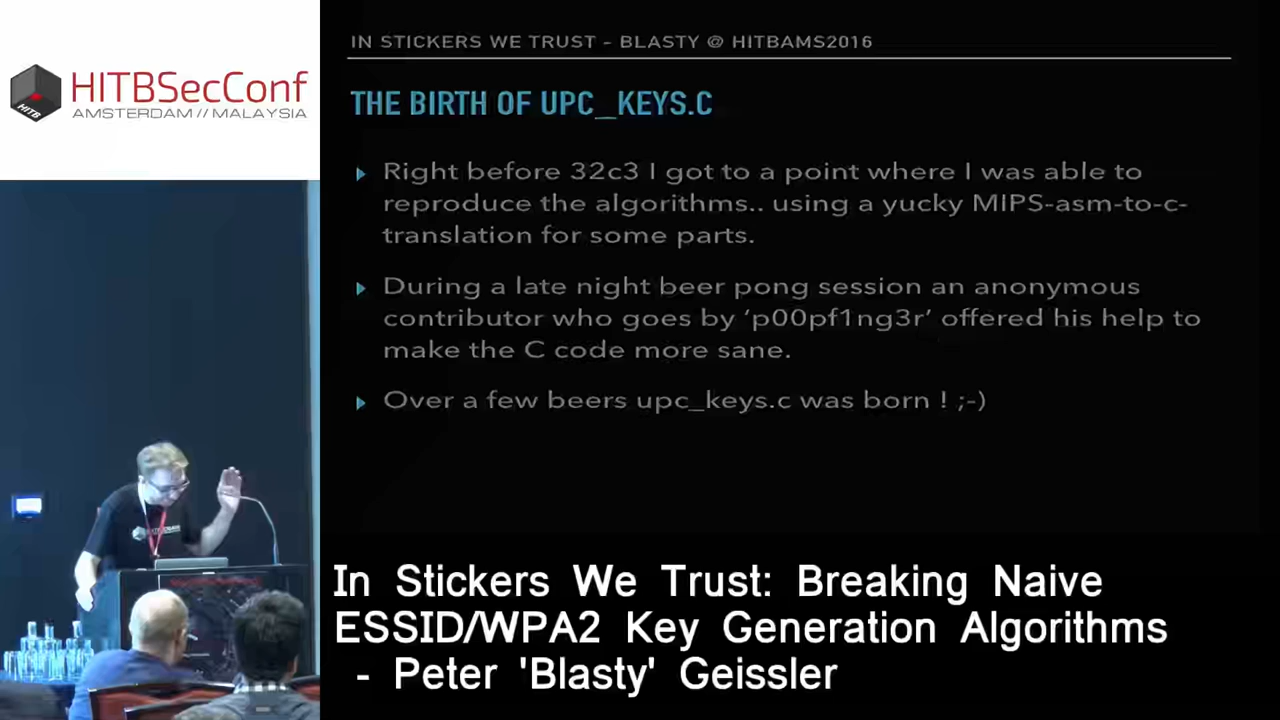 HITBSecConf
AMSTERDAM // MALAYSIA
HITB
IN STICKERS WE TRUST - BLASTY @ HITBAMS2016
THE BIRTH OF UPC_KEYS.C
Right before 32c3 I got to a point where I was able to
reproduce the algorithms.. using a yucky MIPS-asm-to-c-
translation for some parts.
During a late night beer pong session an anonymous
contributor who goes by ‘p00pf1ng3r’ offered his help to
make the C code more sane.
Over a few beers upc_keys.c was born ! ;-)
In Stickers We Trust: Breaking Naive
ESSID/WPA2 Key Generation Algorithms
- Peter 'Blasty' Geissler